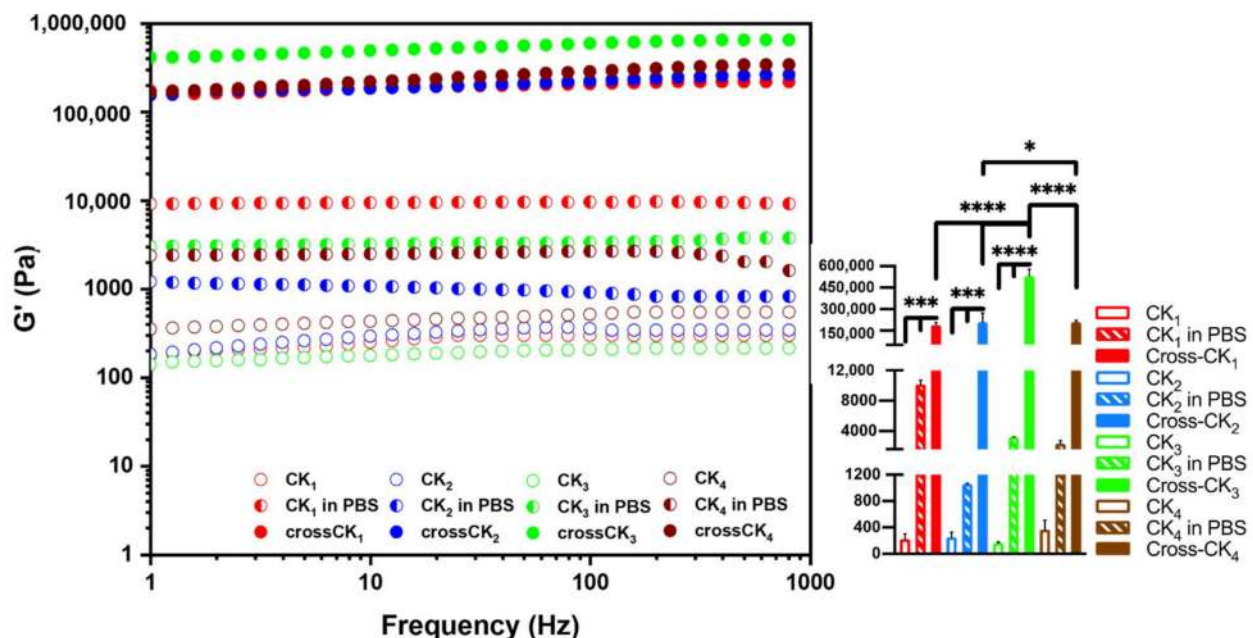 1,000,000
100,000
10,000
1000
100
10
1
G' (Pa)
CK₁ CK₂ CK₃ CK₄
CK₁ in PBS CK₂ in PBS CK₃ in PBS CK₄ in PBS
crossCK₁ crossCK₂ crossCK₃ crossCK₄
1 10 100 1000
Frequency (Hz)
*
****
****
****
*** ***
600,000
450,000
300,000
150,000
12,000
8000
4000
1200
800
400
0
CK₁
CK₁ in PBS
Cross-CK₁
CK₂
CK₂ in PBS
Cross-CK₂
CK₃
CK₃ in PBS
Cross-CK₃
CK₄
CK₄ in PBS
Cross-CK₄